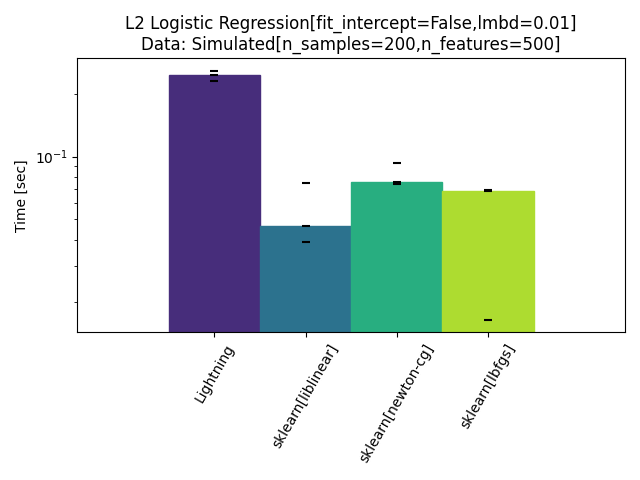 L2 Logistic Regression[fit_intercept=False,lmbd=0.01]
Data: Simulated[n_samples=200,n_features=500]
Time [sec]
10⁻¹
Lightning
sklearn[liblinear]
sklearn[newton-cg]
sklearn[lbfgs]